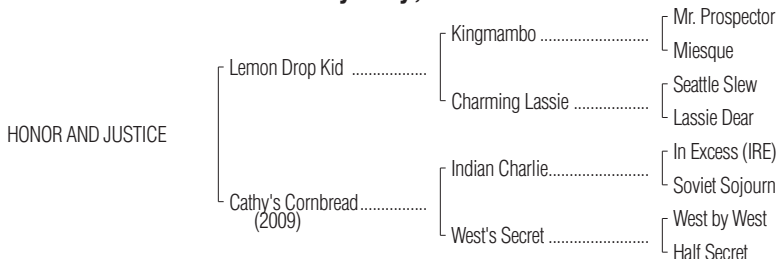 Mr. Prospector
Kingmambo ........................
Miesque
Lemon Drop Kid .................
Seattle Slew
Charming Lassie .................
Lassie Dear
HONOR AND JUSTICE
In Excess (IRE)
Indian Charlie.......................
Soviet Sojourn
Cathy's Cornbread...............
(2009)
West by West
West's Secret .......................
Half Secret